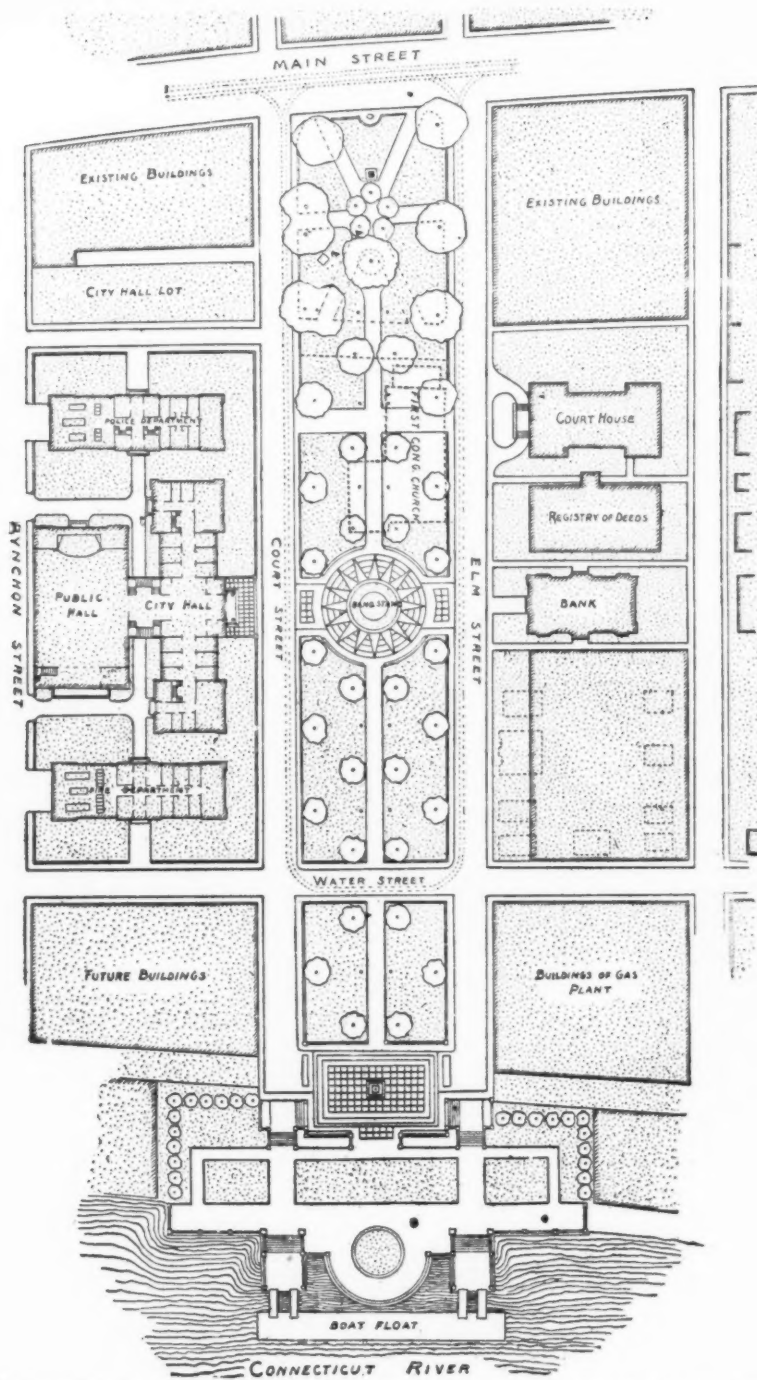 MAIN STREET
EXISTING BUILDINGS
EXISTING BUILDINGS
CITY HALL LOT
POLICE DEPARTMENT
FIRST CONG. CHURCH
COURT HOUSE
REGISTRY OF DEEDS
PYNCHON STREET
PUBLIC
HALL
CITY HALL
COURT STREET
BAND STAND
ELM STREET
BANK
FIRE DEPARTMENT
WATER STREET
FUTURE BUILDINGS
BUILDINGS OF GAS
PLANT
BOAT FLOAT
CONNECTICUT RIVER